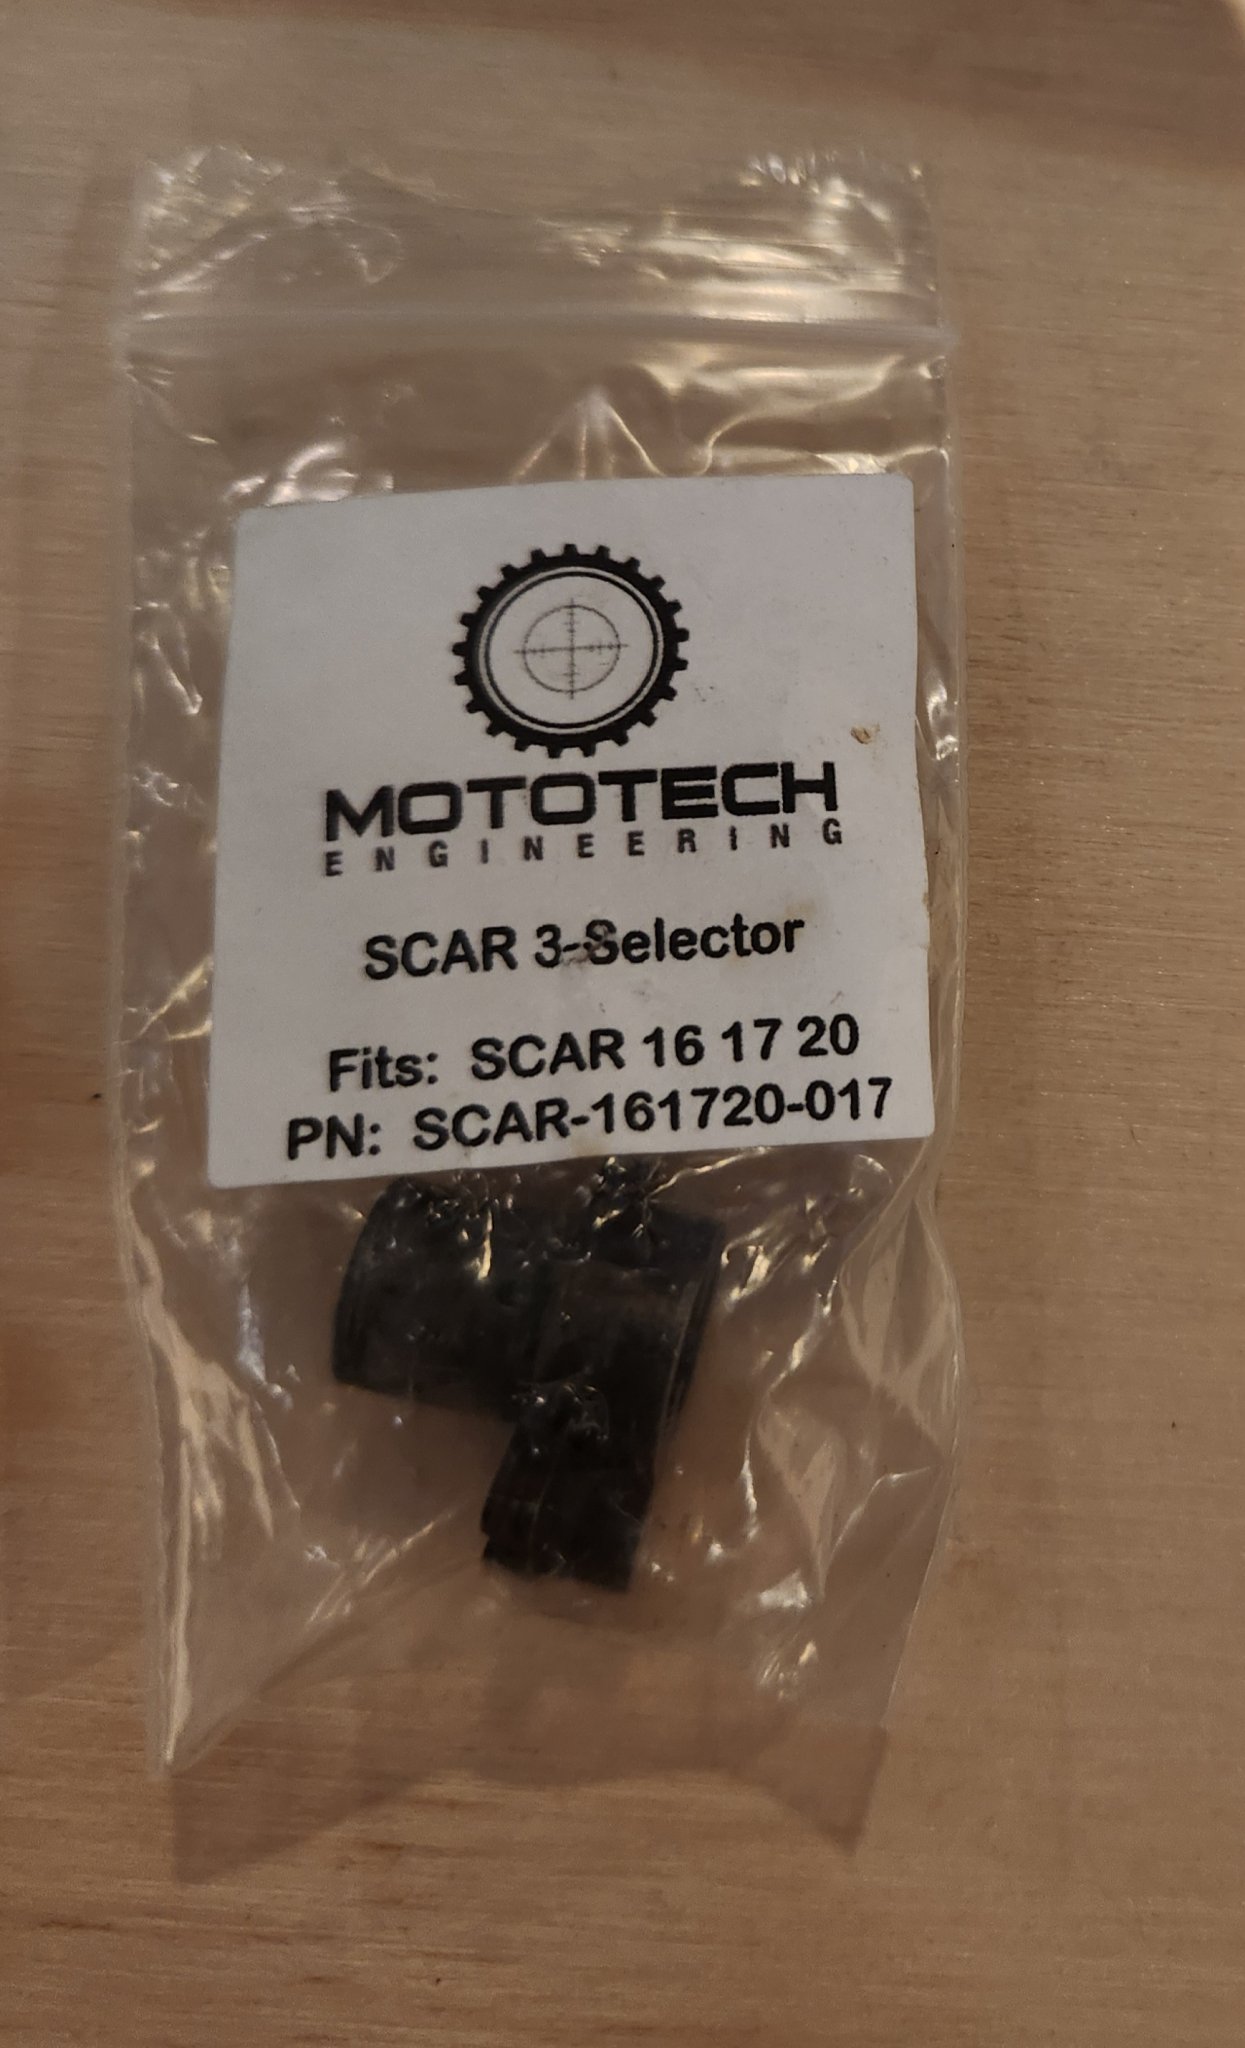 MOTOTECH
ENGINEERING
SCAR 3-Selector
Fits: SCAR 16 17 20
PN: SCAR-161720-017